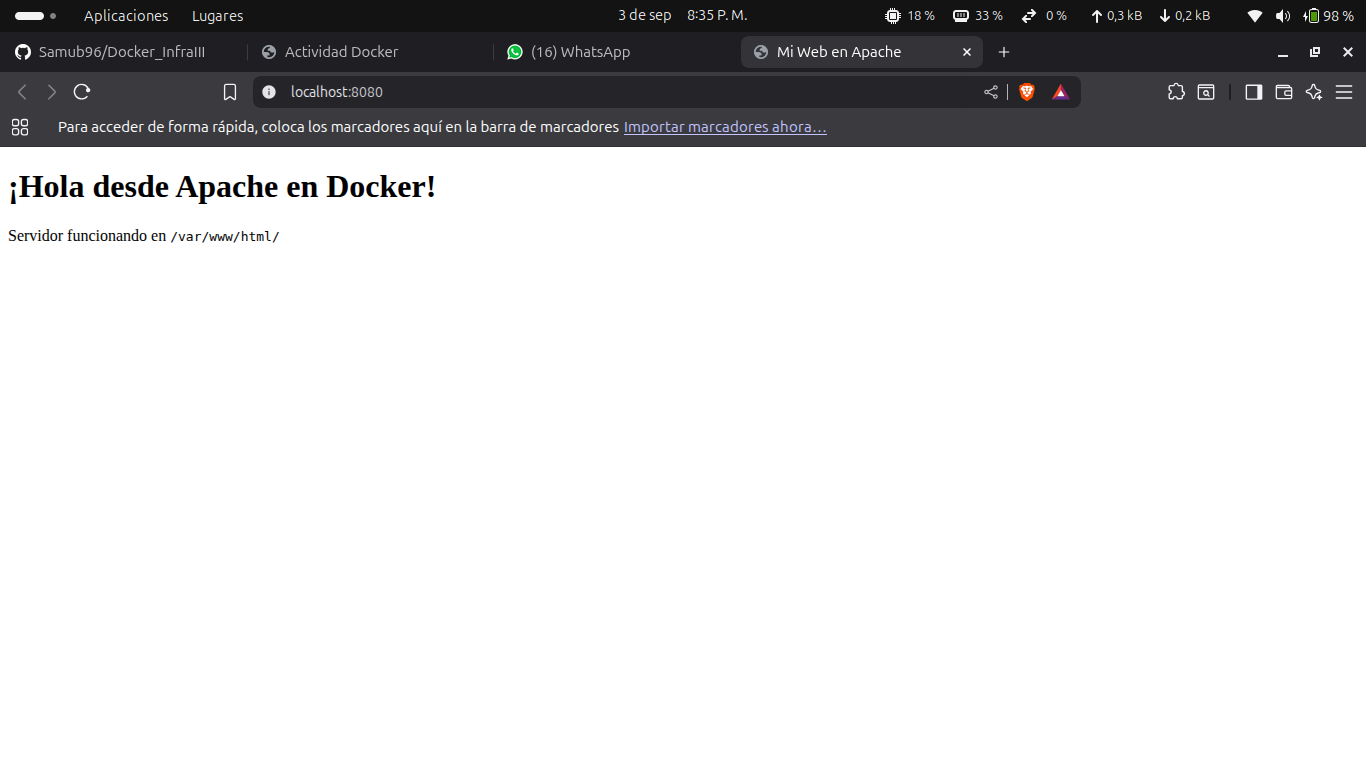 Aplicaciones Lugares 3 de sep 8:35 P. M. 18 % 33 % 0 % 0,3 kB 0,2 kB 98 %
Samub96/Docker_InfraIII Actividad Docker (16) WhatsApp Mi Web en Apache
localhost:8080
Para acceder de forma rápida, coloca los marcadores aquí en la barra de marcadores Importar marcadores ahora…
¡Hola desde Apache en Docker!
Servidor funcionando en /var/www/html/